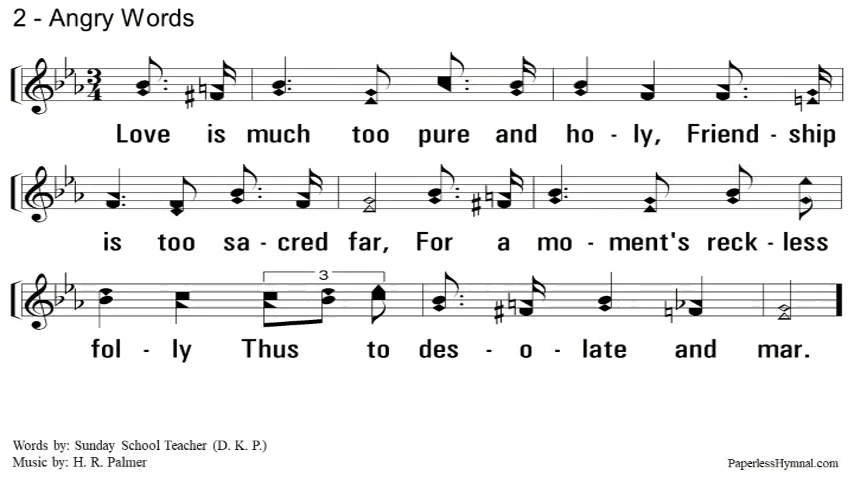 2 - Angry Words
3
4
Love is much too pure and ho - ly, Friend - ship
is too sa - cred far, For a mo - ment's reck - less
3
fol - ly Thus to des - o - late and mar.
Words by: Sunday School Teacher (D. K. P.)
Music by: H. R. Palmer
PaperlessHymnal.com